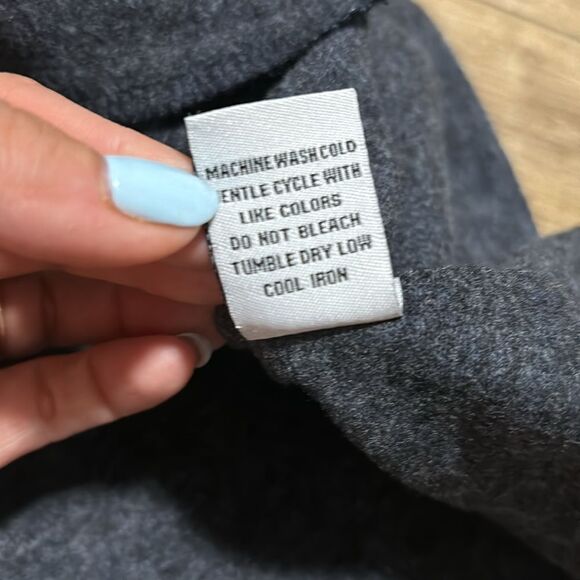 MACHINE WASH COLD
ENTLE CYCLE WITH
LIKE COLORS
DO NOT BLEACH
TUMBLE DRY LOW
COOL IRON